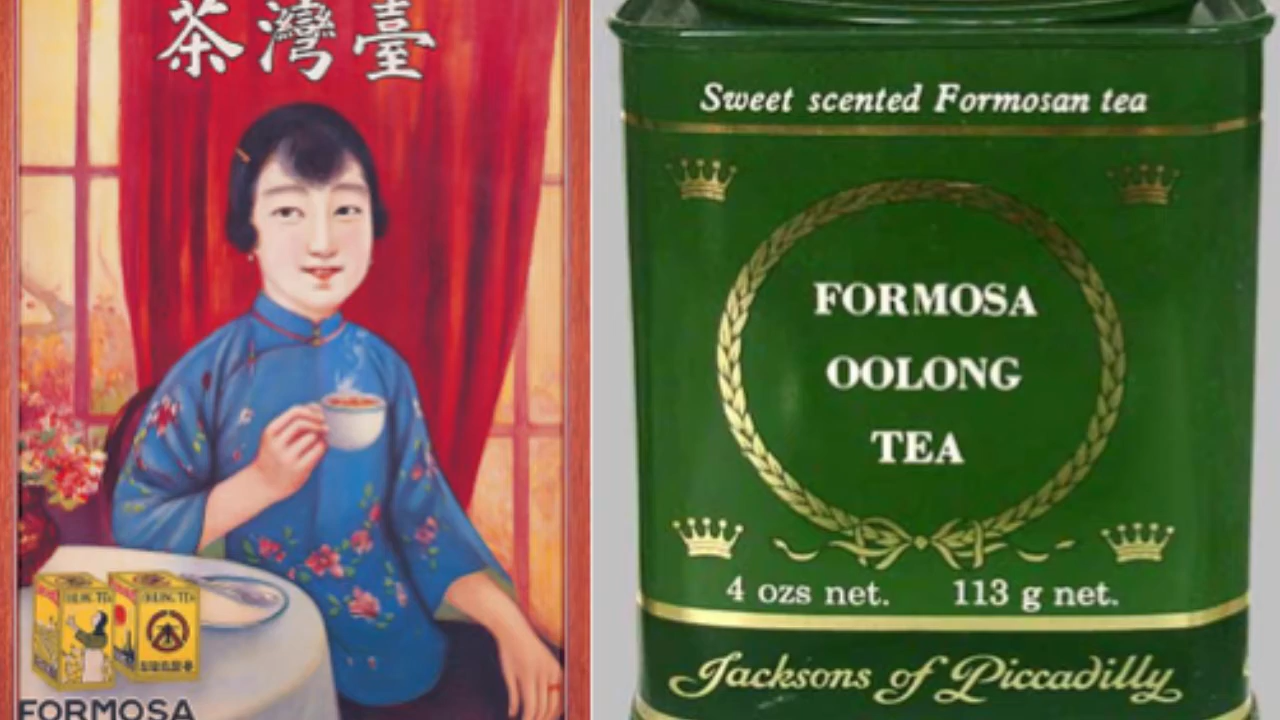 臺灣茶
FORMOSA
Sweet scented Formosan tea
FORMOSA
OOLONG
TEA
4 ozs net. 113 g net.
Jacksons of Piccadilly